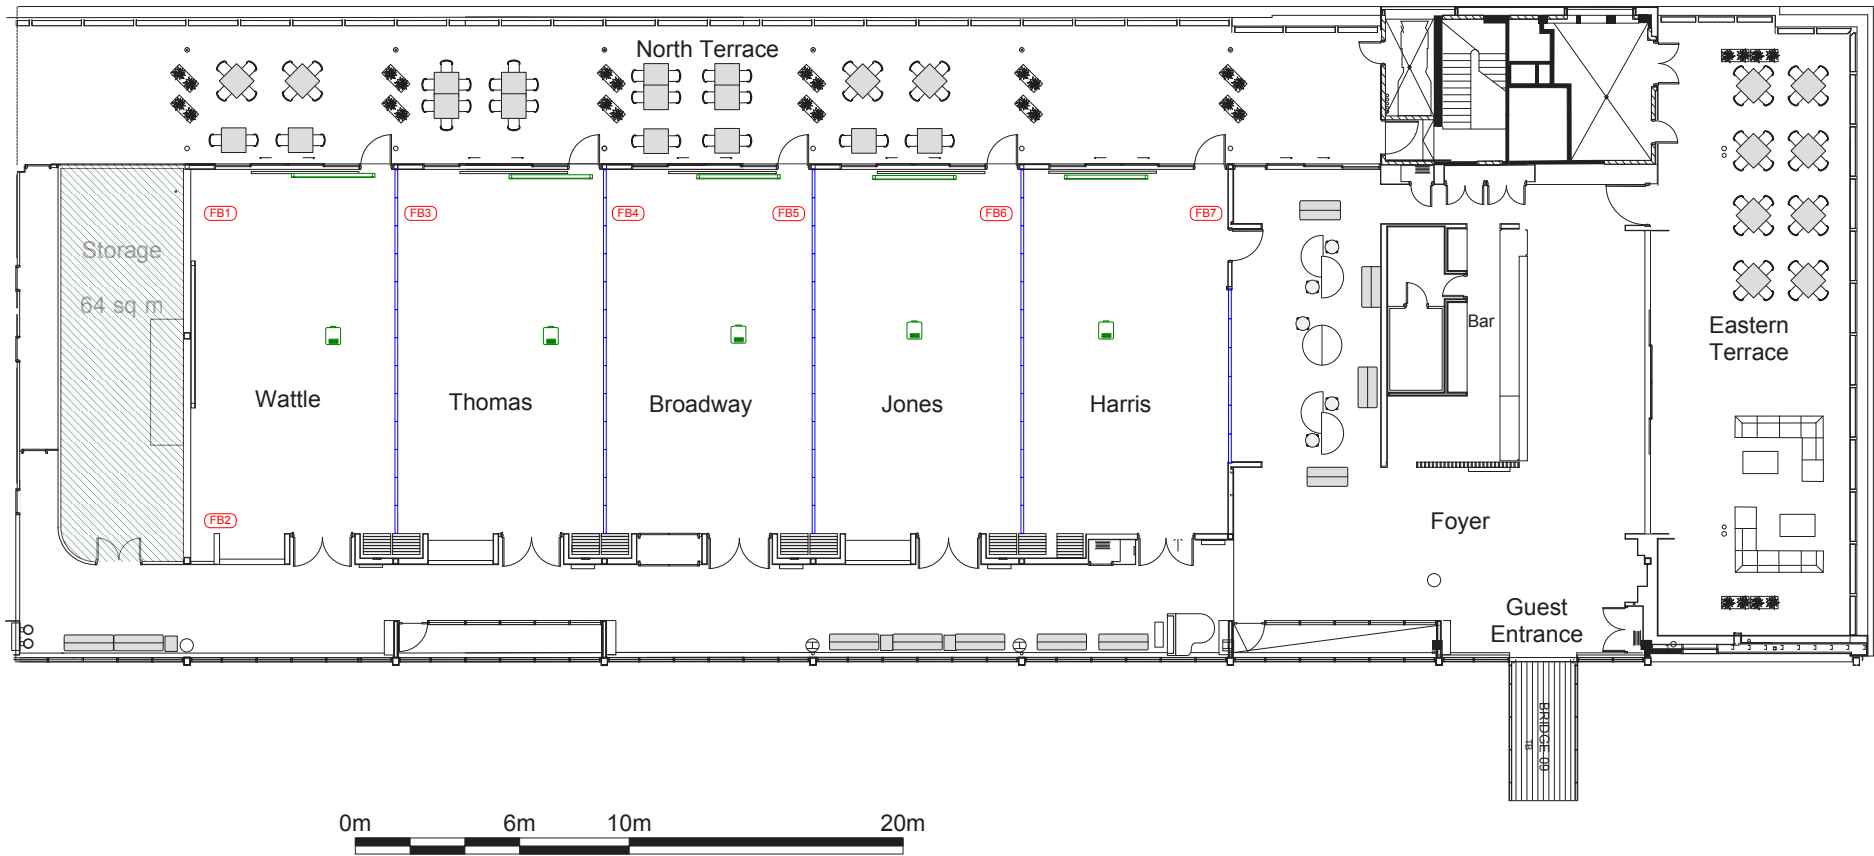 North Terrace
FB1
FB3
FB4
FB5
FB6
FB7
Storage
64 sq m
Bar
Eastern
Terrace
Wattle
Thomas
Broadway
Jones
Harris
FB2
Foyer
Guest
Entrance
BRIDGE 09
TB
0m
6m
10m
20m